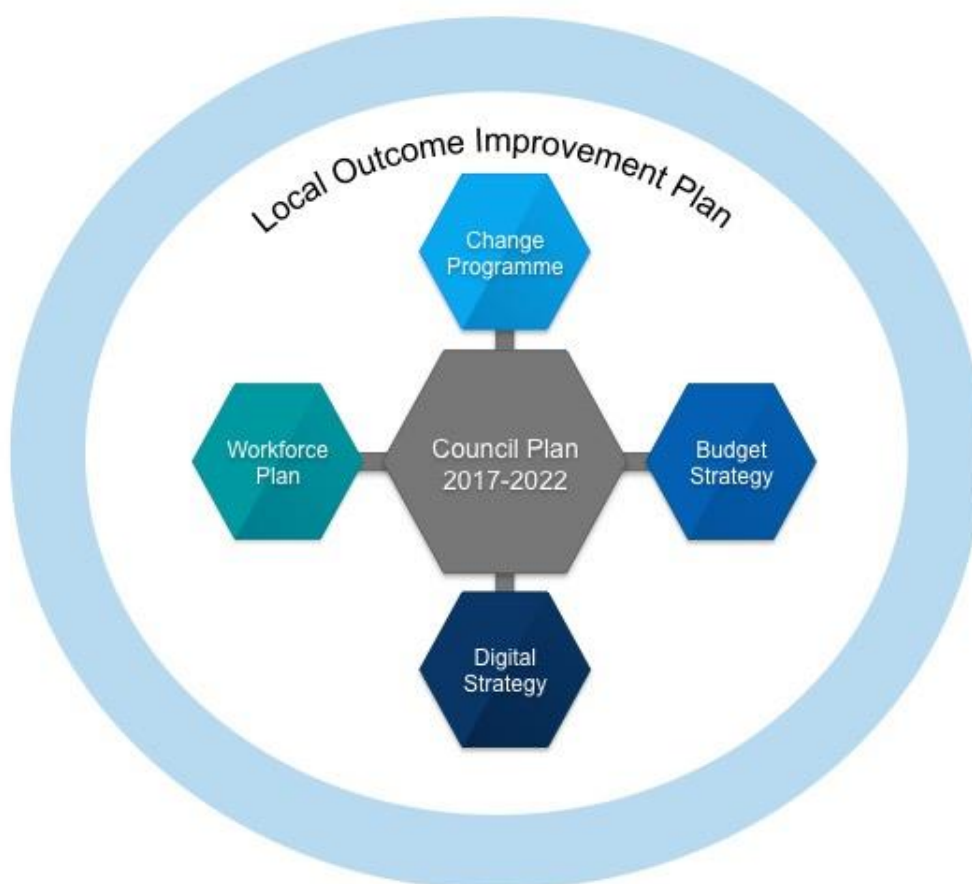 Local Outcome Improvement Plan
Change
Programme
Workforce
Plan
Council Plan
2017-2022
Budget
Strategy
Digital
Strategy